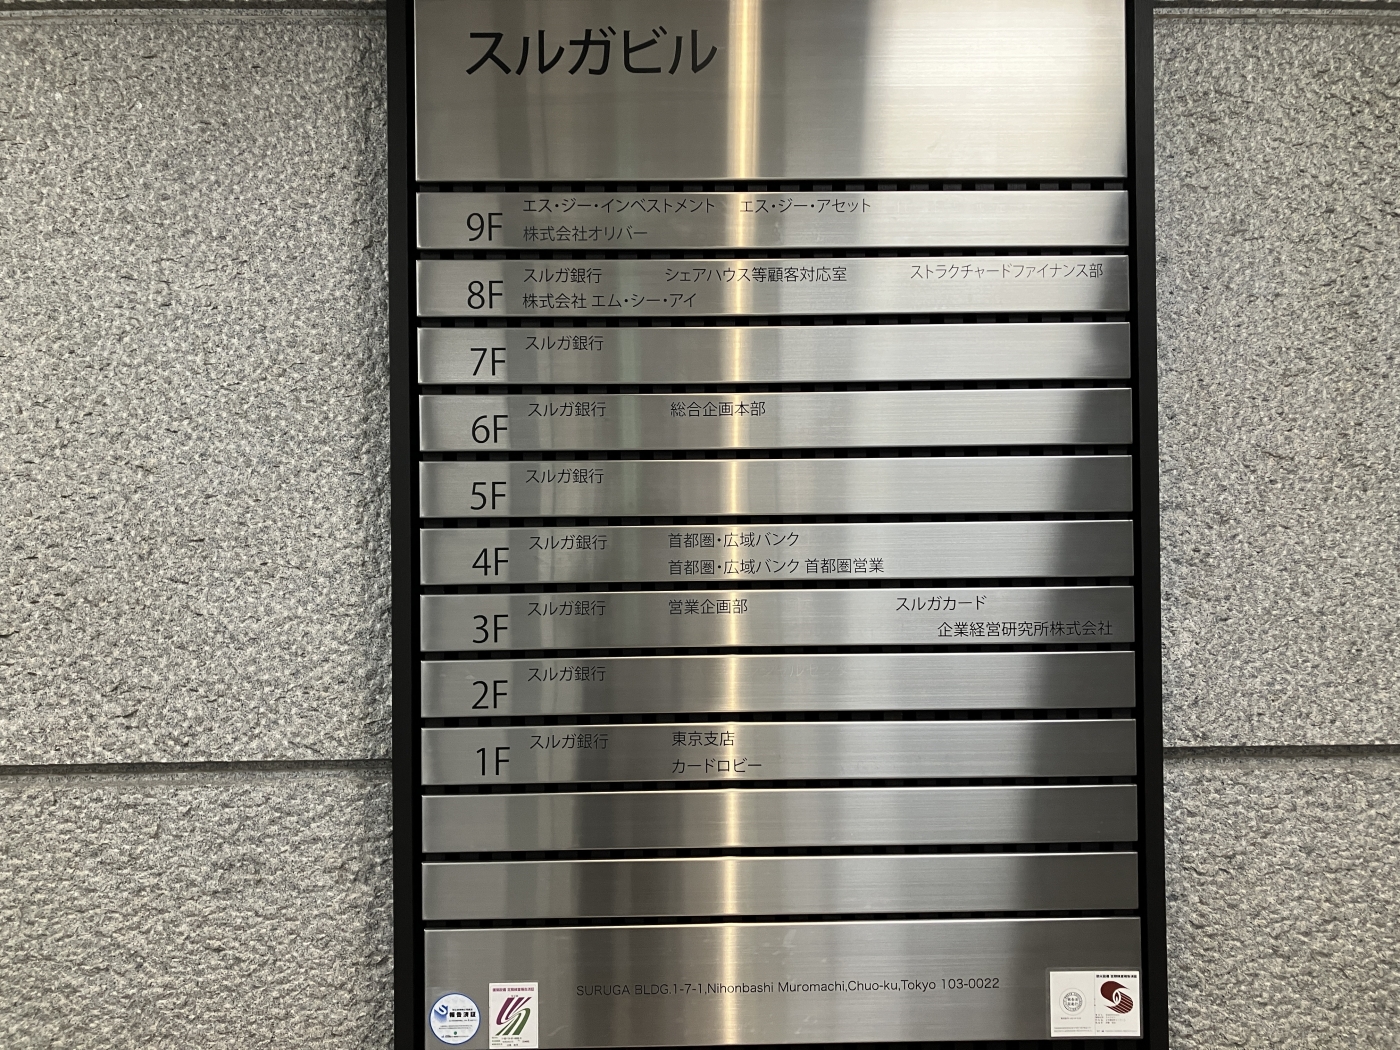 スルガビル
9F エス・ジー・インベストメント エス・ジー・アセット
株式会社オリバー
8F スルガ銀行 シェアハウス等顧客対応室 ストラクチャードファイナンス部
株式会社 エム・シー・アイ
7F スルガ銀行
6F スルガ銀行 総合企画本部
5F スルガ銀行
4F スルガ銀行 首都圏・広域バンク
首都圏・広域バンク 首都圏営業
3F スルガ銀行 営業企画部 スルガカード
企業経営研究所株式会社
2F スルガ銀行
1F スルガ銀行 東京支店
カードロビー
SURUGA BLDG.1-7-1,Nihonbashi Muromachi,Chuo-ku,Tokyo 103-0022
報告済証